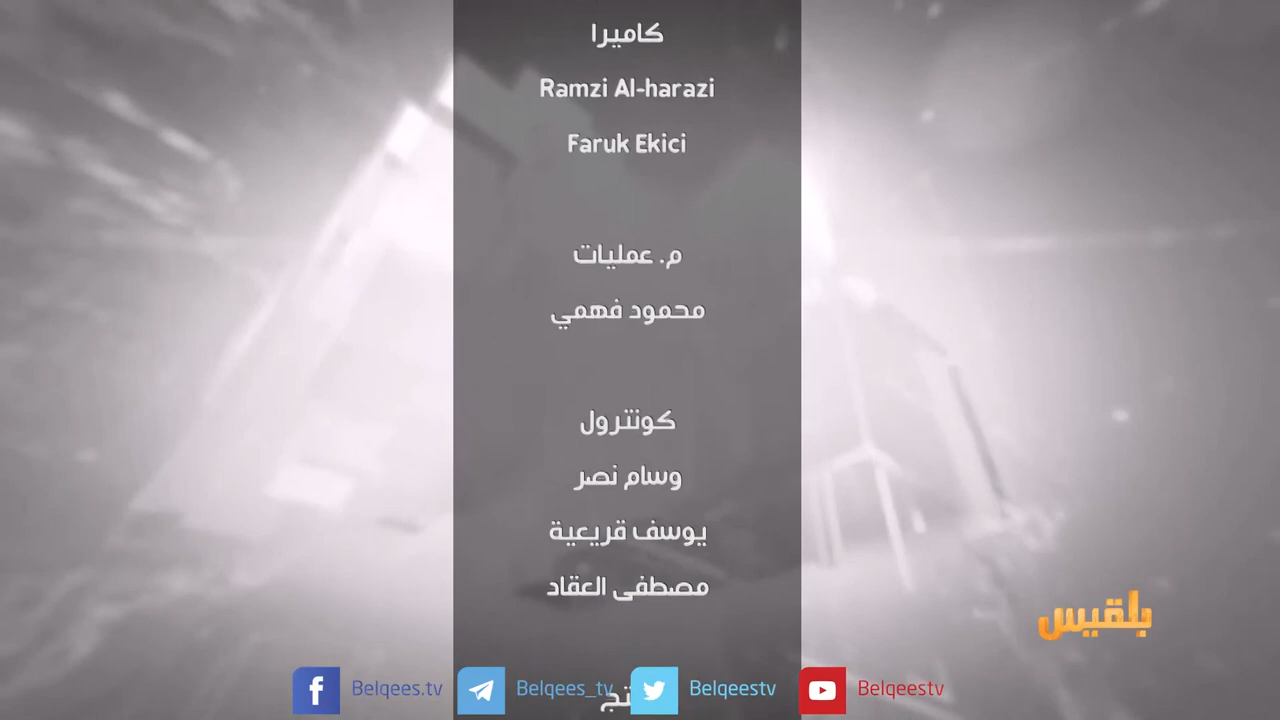 كاميرا
Ramzi Al-harazi
Faruk Ekici
م. عمليات
محمود فهمي
كونترول
وسام نصر
يوسف قريعية
مصطفى العقاد
بلقيس
Belqees.tv
Belqees_tv
Belqeestv
Belqeestv